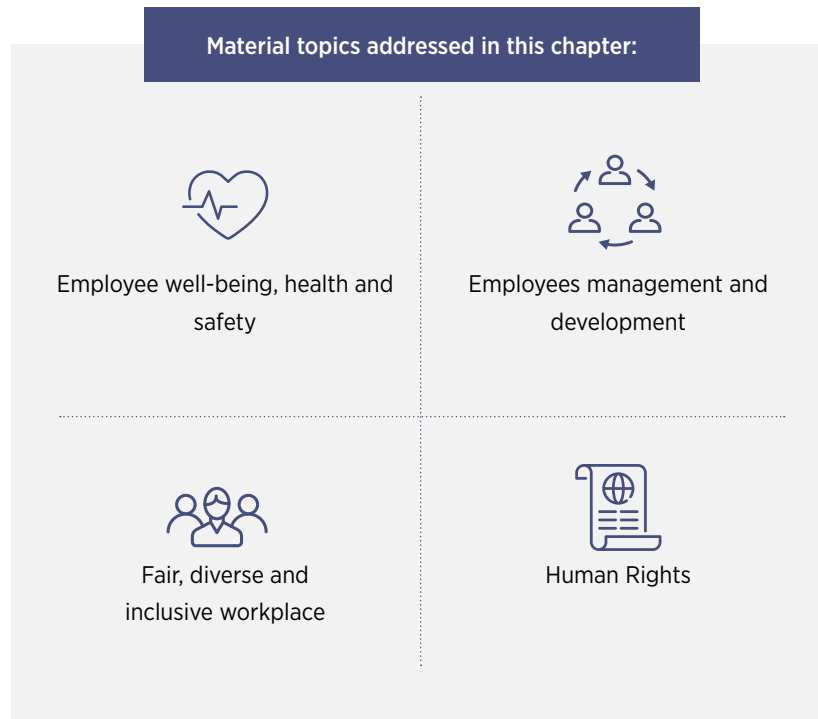 Material topics addressed in this chapter:
Employee well-being, health and
safety
Employees management and
development
Fair, diverse and
inclusive workplace
Human Rights